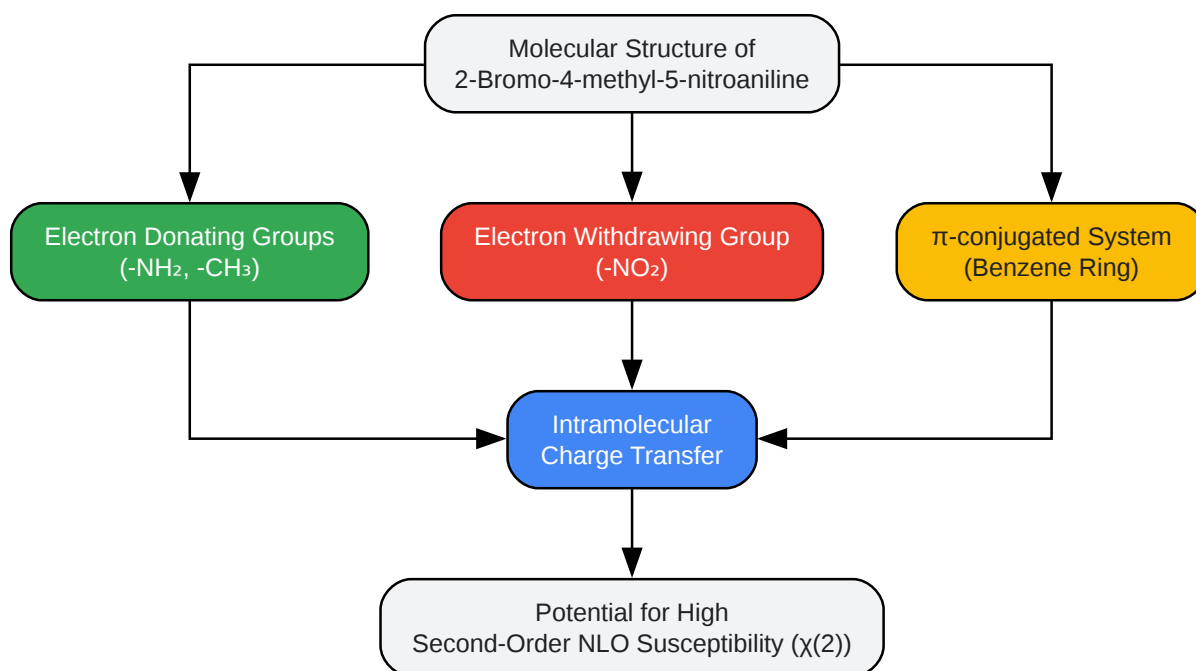 Molecular Structure of
2-Bromo-4-methyl-5-nitroaniline
Electron Donating Groups
(-NH₂, -CH₃)
Electron Withdrawing Group
(-NO₂)
π-conjugated System
(Benzene Ring)
Intramolecular
Charge Transfer
Potential for High
Second-Order NLO Susceptibility (χ(2))